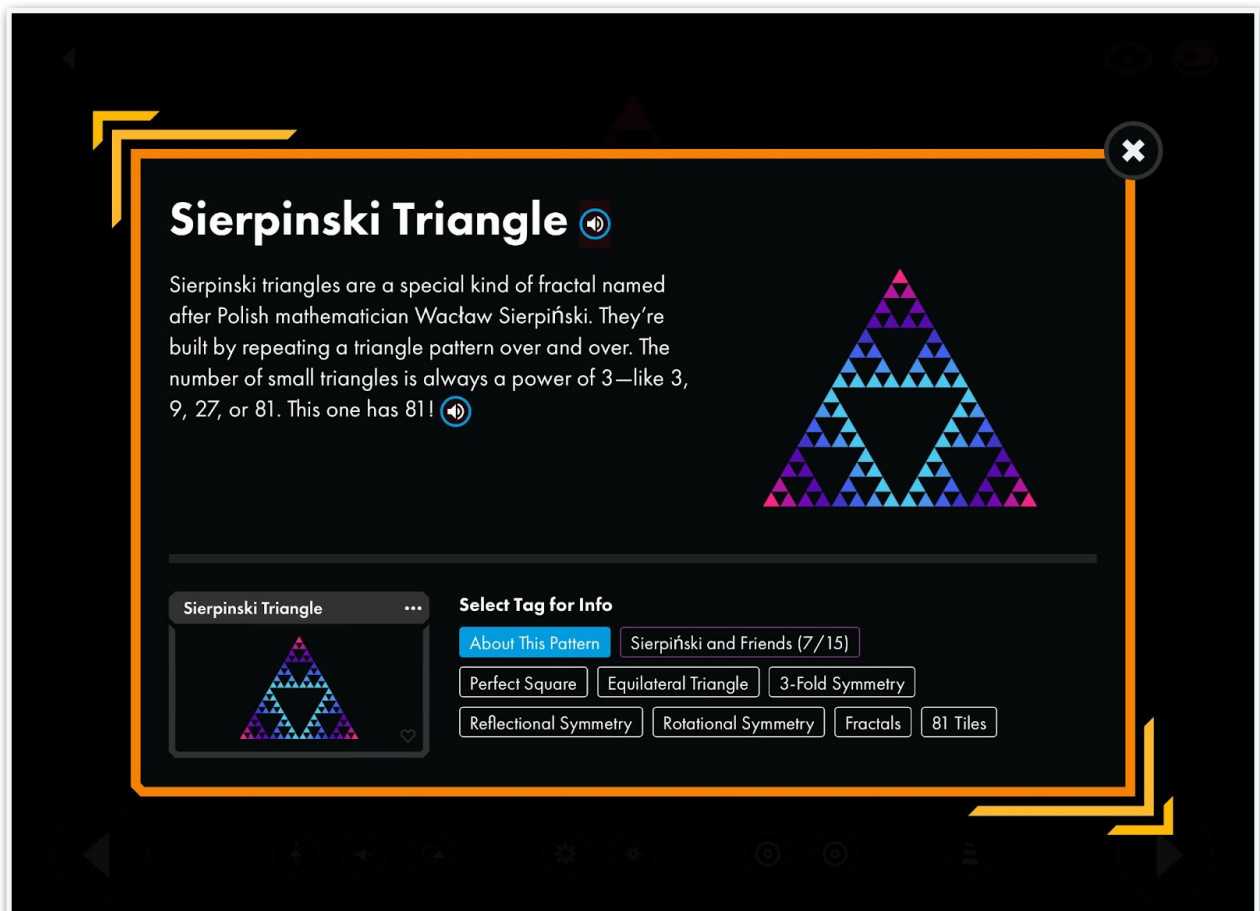 Sierpinski Triangle
Sierpinski triangles are a special kind of fractal named
after Polish mathematician Wacław Sierpiński. They're
built by repeating a triangle pattern over and over. The
number of small triangles is always a power of 3—like 3,
9, 27, or 81. This one has 81!
Sierpinski Triangle
Select Tag for Info
About This Pattern Sierpiński and Friends (7/15)
Perfect Square Equilateral Triangle 3-Fold Symmetry
Reflectional Symmetry Rotational Symmetry Fractals 81 Tiles